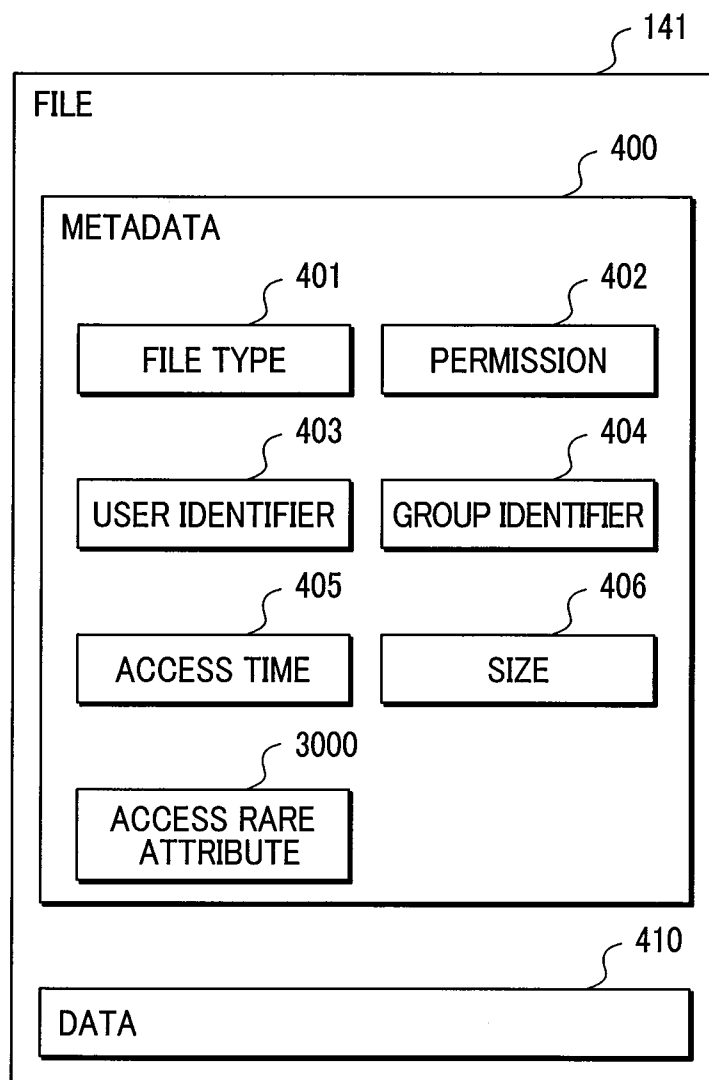 141
FILE
400
METADATA
401
402
FILE TYPE
PERMISSION
403
404
USER IDENTIFIER
GROUP IDENTIFIER
405
406
ACCESS TIME
SIZE
3000
ACCESS RARE
ATTRIBUTE
410
DATA